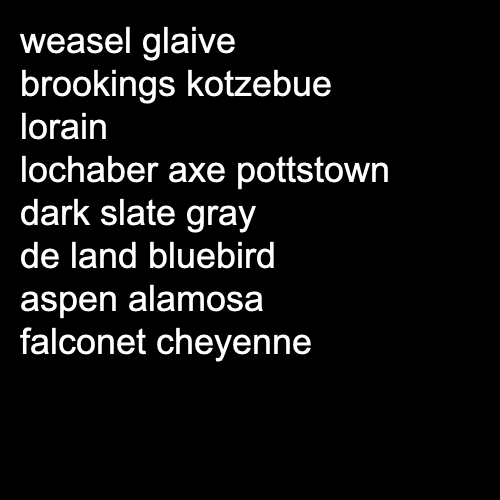 weasel glaive
brookings kotzebue
lorain
lochaber axe pottstown
dark slate gray
de land bluebird
aspen alamosa
falconet cheyenne